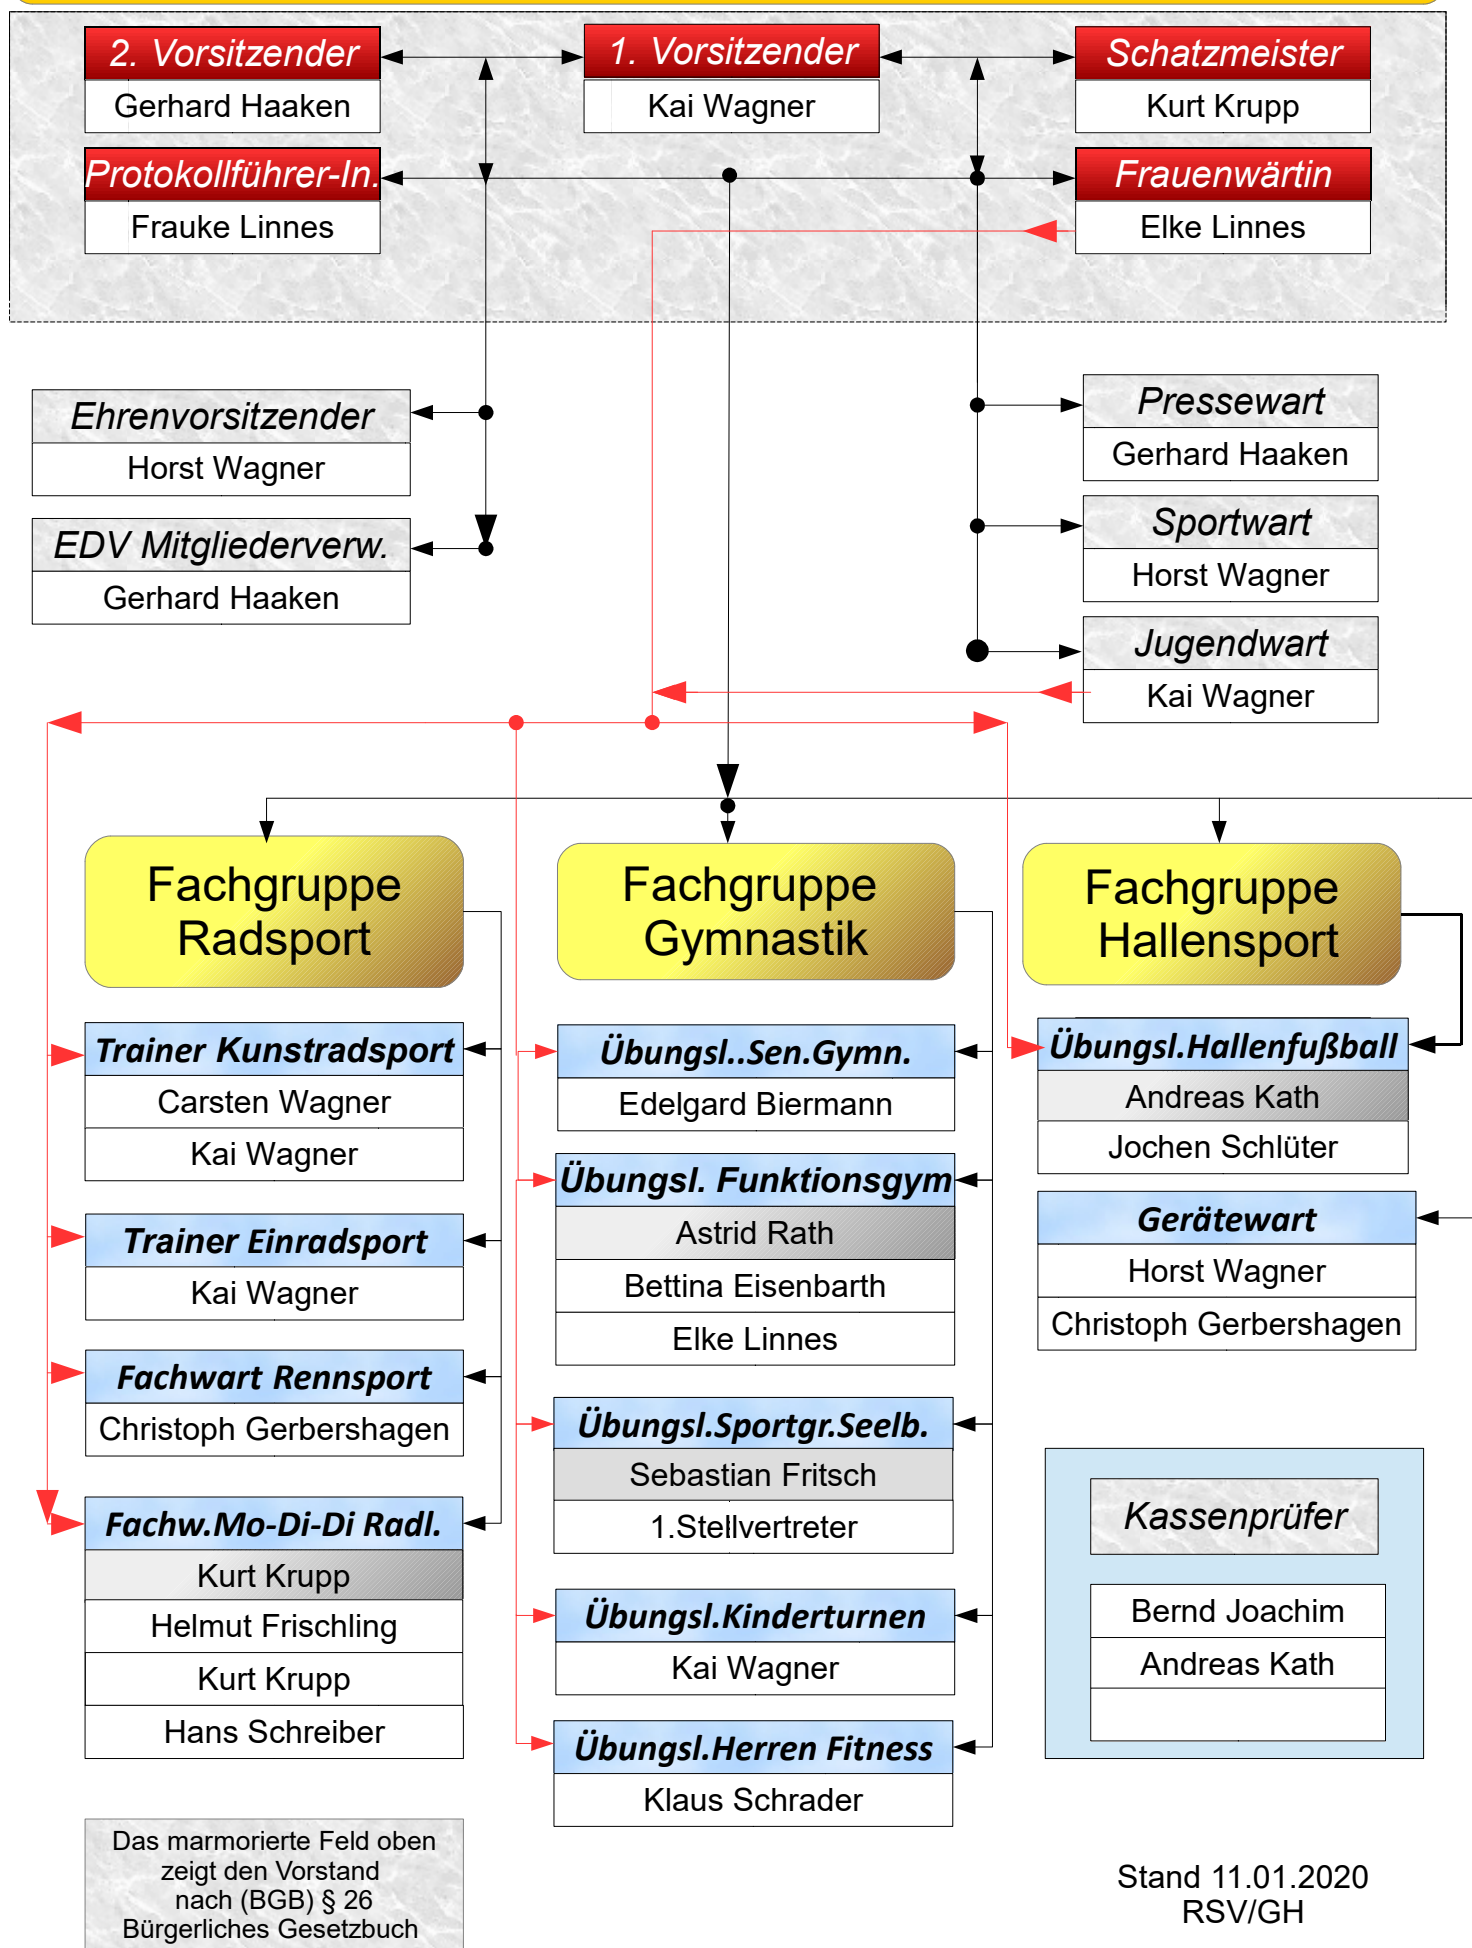 2. Vorsitzender
Gerhard Haaken
1. Vorsitzender
Kai Wagner
Schatzmeister
Kurt Krupp
Protokollführer-In.
Frauke Linnes
Frauenwärtin
Elke Linnes
Ehrenvorsitzender
Horst Wagner
EDV Mitgliederverw.
Gerhard Haaken
Pressewart
Gerhard Haaken
Sportwart
Horst Wagner
Jugendwart
Kai Wagner
Fachgruppe
Radsport
Trainer Kunstradsport
Carsten Wagner
Kai Wagner
Trainer Einradsport
Kai Wagner
Fachwart Rennsport
Christoph Gerbershagen
Fachw.Mo-Di-Di Radl.
Kurt Krupp
Helmut Frischling
Kurt Krupp
Hans Schreiber
Fachgruppe
Gymnastik
Übungsl..Sen.Gymn.
Edelgard Biermann
Übungsl. Funktionsgym
Astrid Rath
Bettina Eisenbarth
Elke Linnes
Übungsl.Sportgr.Seelb.
Sebastian Fritsch
1.Stellvertreter
Übungsl.Kinderturnen
Kai Wagner
Übungsl.Herren Fitness
Klaus Schrader
Fachgruppe
Hallensport
Übungsl.Hallenfußball
Andreas Kath
Jochen Schlüter
Gerätewart
Horst Wagner
Christoph Gerbershagen
Kassenprüfer
Bernd Joachim
Andreas Kath
Das marmorierte Feld oben
zeigt den Vorstand
nach (BGB) § 26
Bürgerliches Gesetzbuch
Stand 11.01.2020
RSV/GH